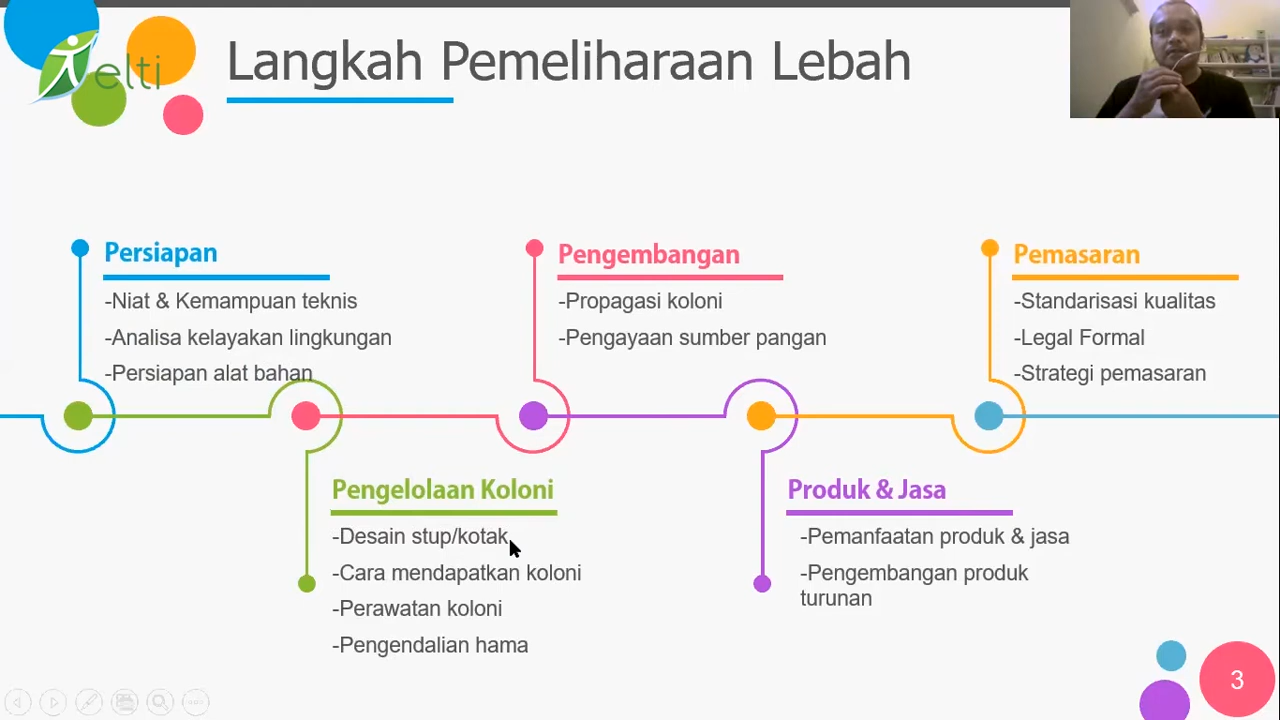 elti
Langkah Pemeliharaan Lebah
Persiapan
-Niat & Kemampuan teknis
-Analisa kelayakan lingkungan
-Persiapan alat bahan
Pengelolaan Koloni
-Desain stup/kotak
-Cara mendapatkan koloni
-Perawatan koloni
-Pengendalian hama
Pengembangan
-Propagasi koloni
-Pengayaan sumber pangan
Produk & Jasa
-Pemanfaatan produk & jasa
-Pengembangan produk
turunan
Pemasaran
-Standarisasi kualitas
-Legal Formal
-Strategi pemasaran
3